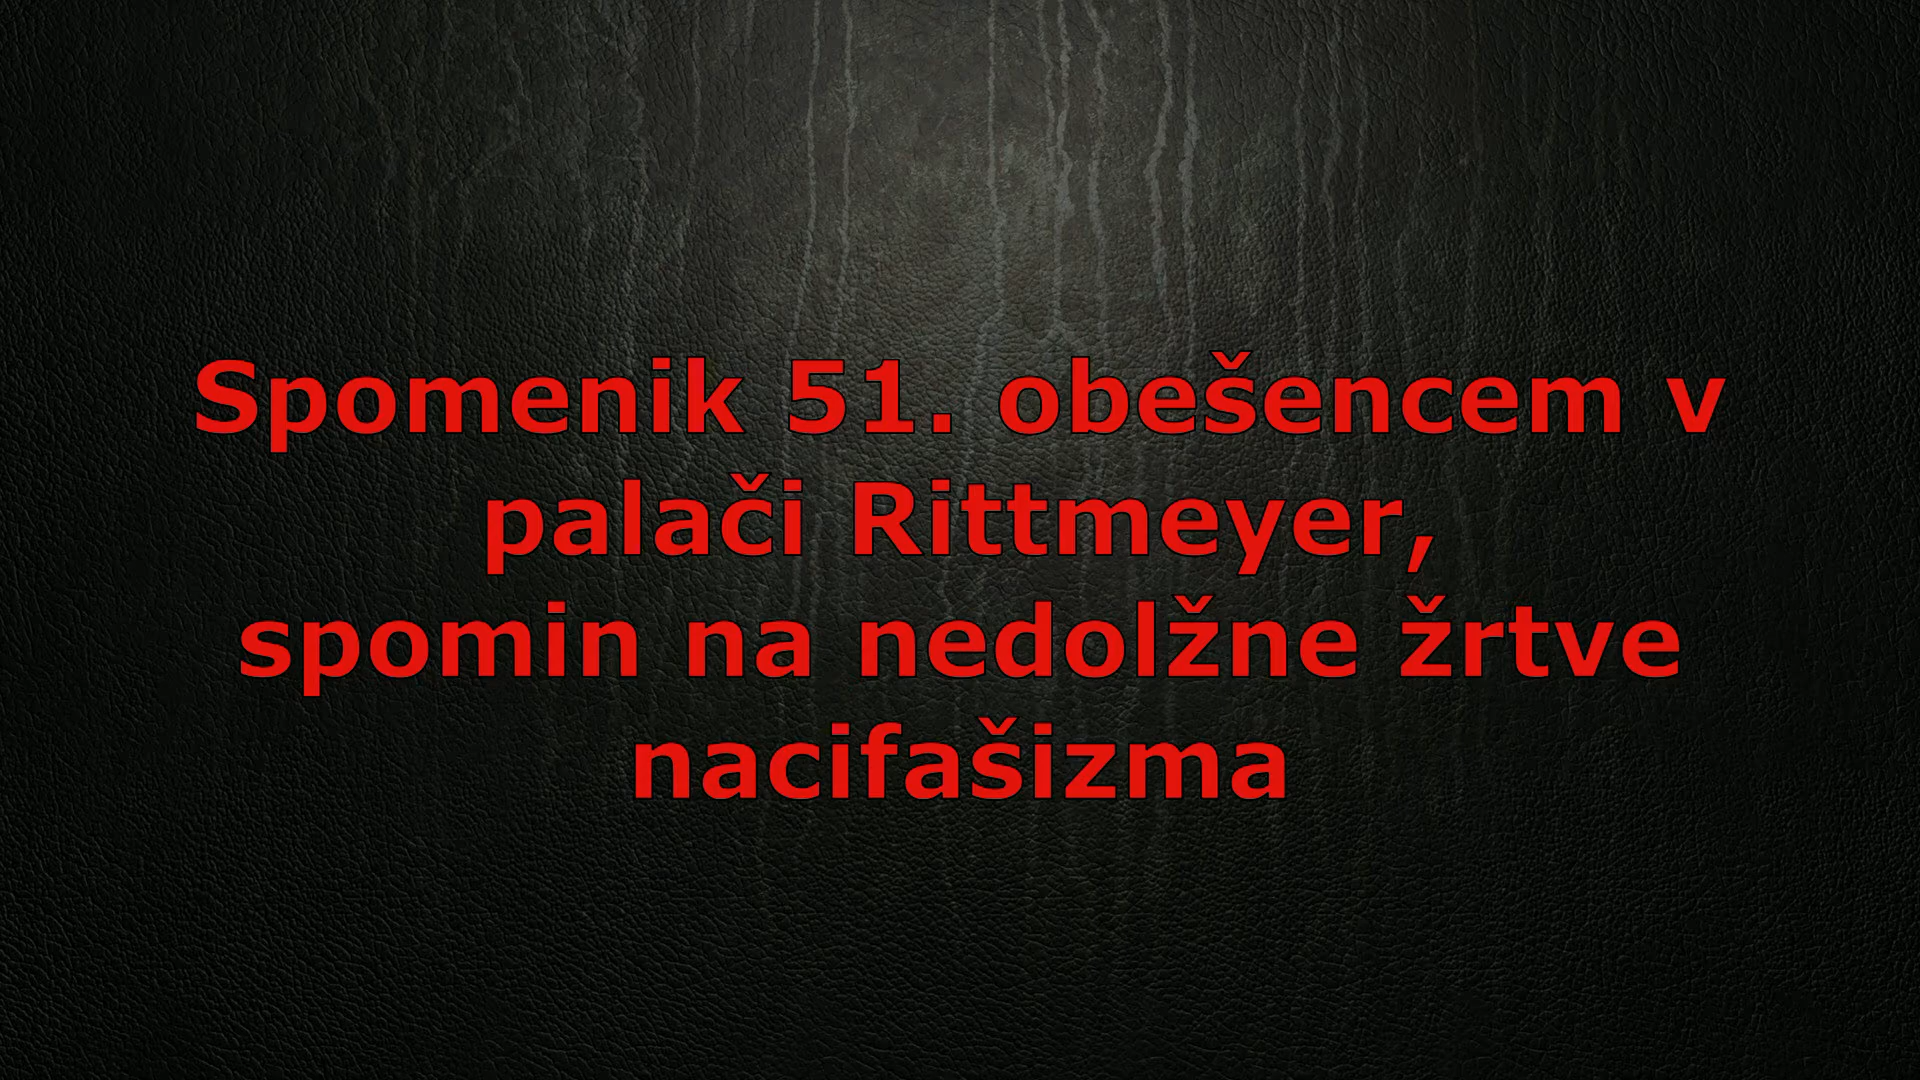 Spomenik 51. obešencem v
palači Rittmeyer,
spomin na nedolžne žrtve
nacifašizma